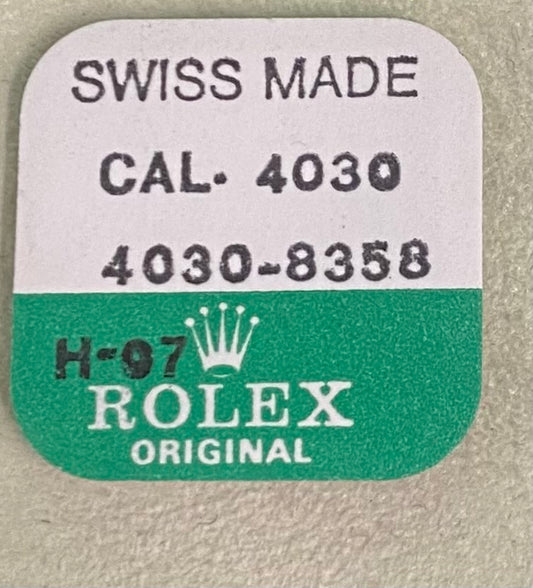 SWISS MADE
CAL. 4030
4030-8358
H-97
ROLEX
ORIGINAL